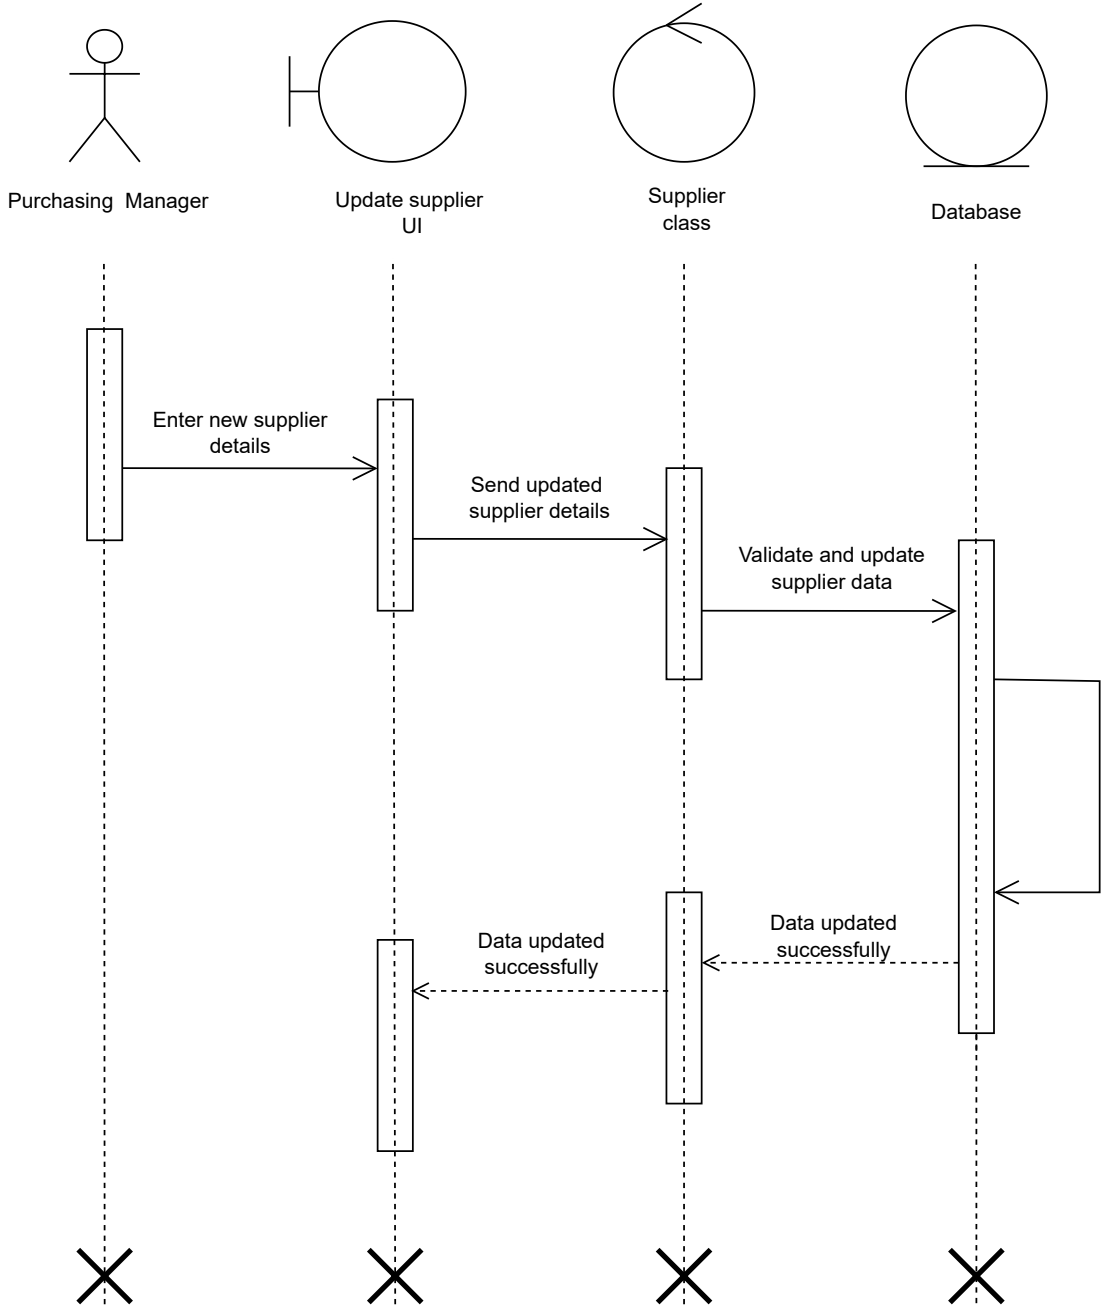 Purchasing  Manager
Update supplier
UI
Supplier
class
Database
Enter new supplier
details
Send updated
supplier details
Validate and update
supplier data
Data updated
successfully
Data updated
successfully